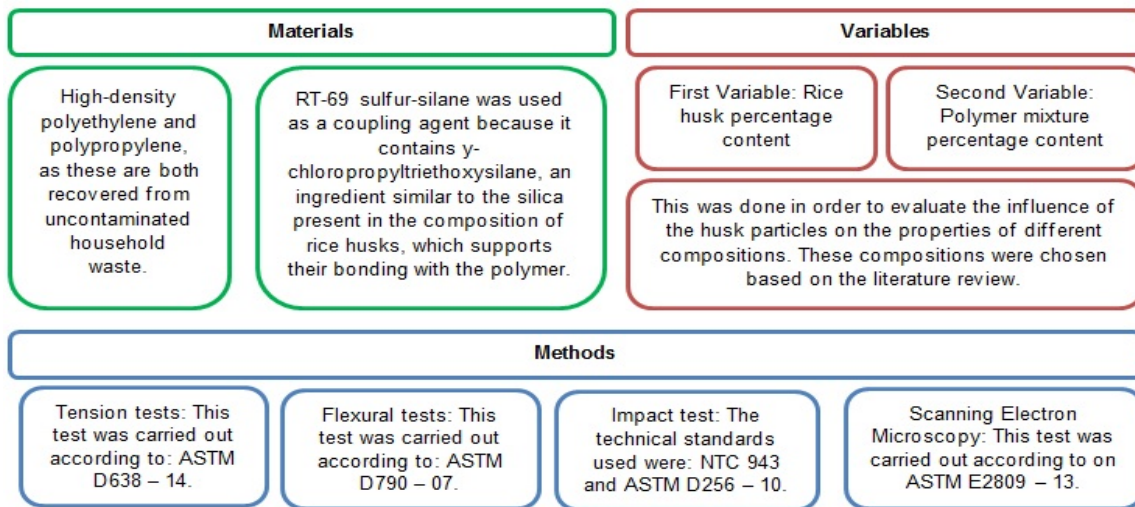 Materials
High-density
polyethylene and
polypropylene,
as these are both
recovered from
uncontaminated
household
waste.
RT-69 sulfur-silane was used
as a coupling agent because it
contains y-
chloropropyltriethoxysilane, an
ingredient similar to the silica
present in the composition of
rice husks, which supports
their bonding with the polymer.
Variables
First Variable: Rice
husk percentage
content
Second Variable:
Polymer mixture
percentage content
This was done in order to evaluate the influence of
the husk particles on the properties of different
compositions. These compositions were chosen
based on the literature review.
Methods
Tension tests: This
test was carried out
according to: ASTM
D638 – 14.
Flexural tests: This
test was carried out
according to: ASTM
D790 – 07.
Impact test: The
technical standards
used were: NTC 943
and ASTM D256 – 10.
Scanning Electron
Microscopy: This test was
carried out according to on
ASTM E2809 – 13.